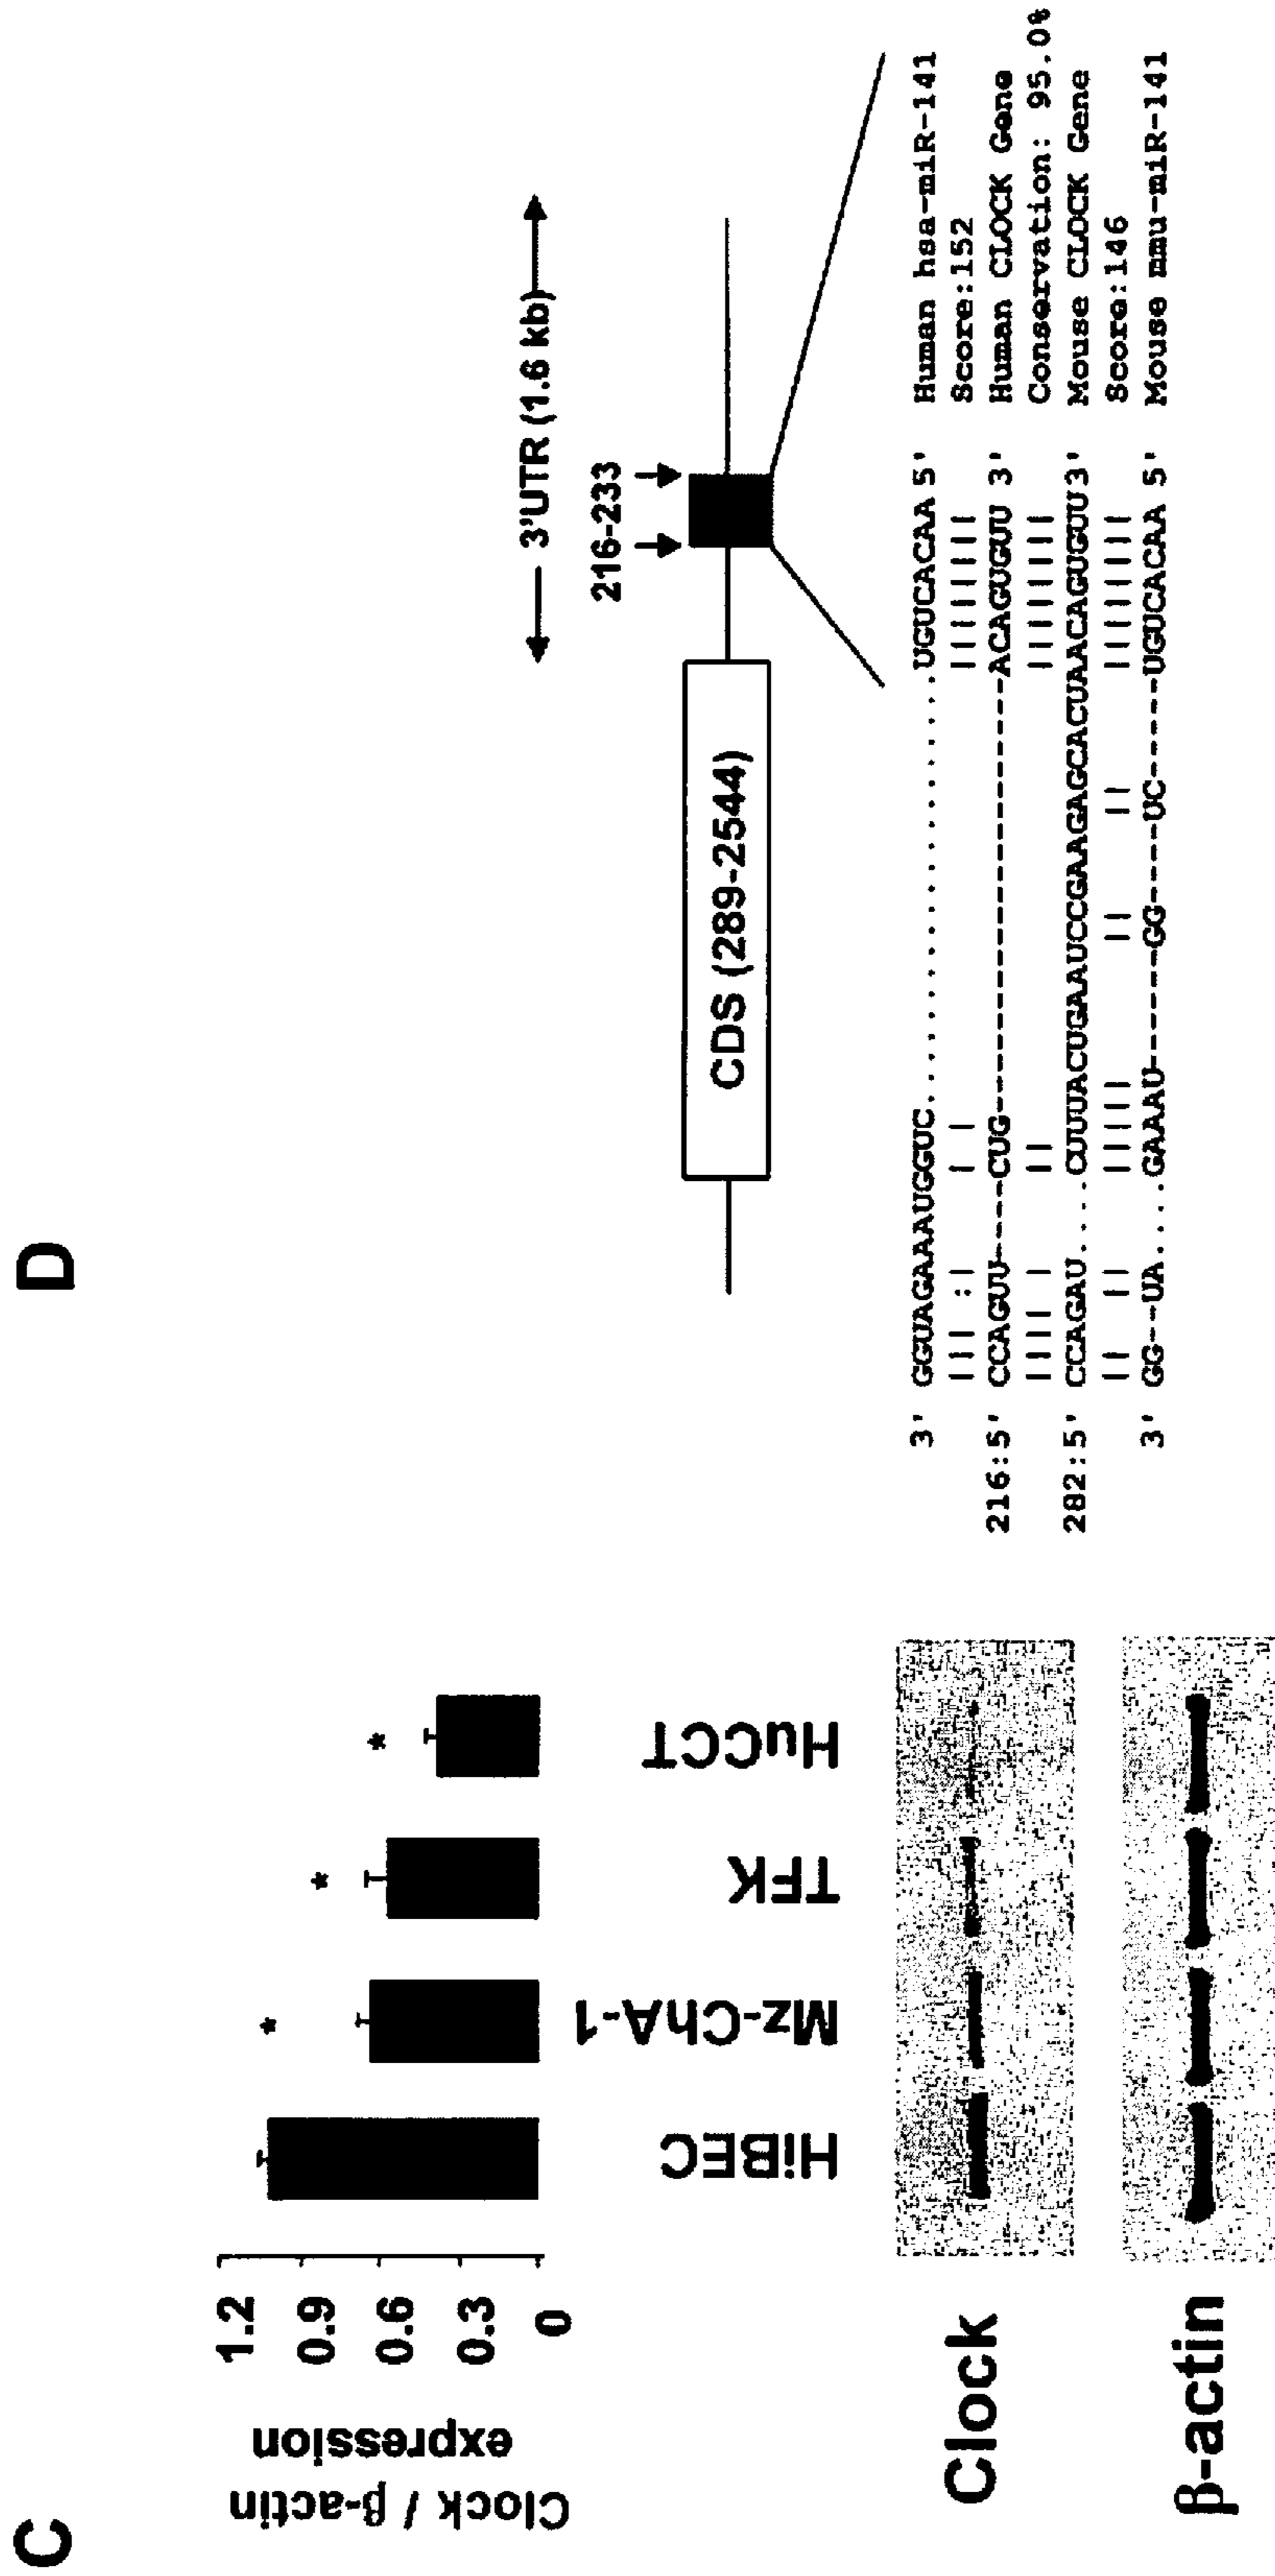 C
Clock / β-actin
expression
1.2
0.9
0.6
0.3
0
* * *
HiBEC Mz-ChA-1 TFK HuCCT
Clock
β-actin
D
3'UTR (1.6 kb)
216-233
CDS (289-2544)
3' GGUAGAAAUGGUC.....................UGUCACAA 5' Human hsa-miR-141
||| :| | | |||||||| Score:152
216:5' CCAGUU----CUG---------------------ACAGUGUU 3' Human CLOCK Gene
|||| | || |||||||| Conservation: 95.0%
282:5' CCAGAU....CUUUACUGAAUCCGAAGAGCACUAACAGUGUU3' Mouse CLOCK Gene
|| || ||||| || || |||||||| Score:146
3' GG--UA....GAAAU------GG----UC-----UGUCACAA 5' Mouse mmu-miR-141